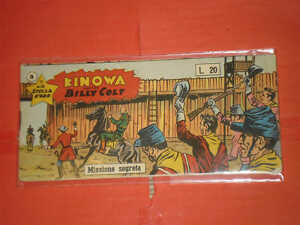 KINOWA
BILLY COLT
L. 20
Missione segreta